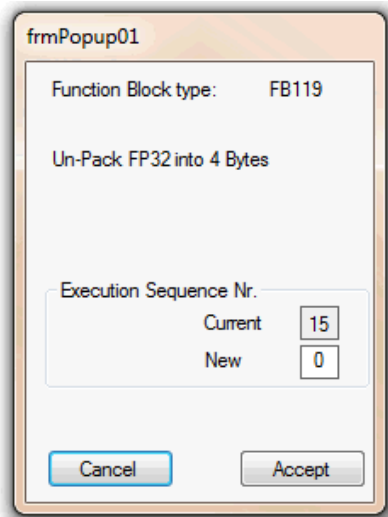 frmPopup01
Function Block type: FB119
Un-Pack FP32 into 4 Bytes
Execution Sequence Nr.
Current 15
New 0
Cancel Accept